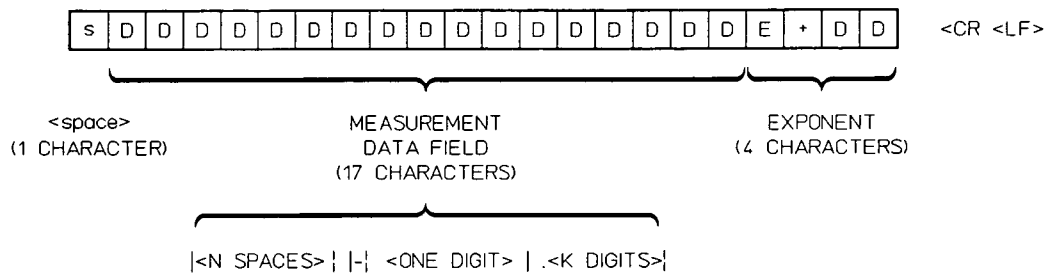 s D D D D D D D D D D D D D D D D D E + D D <CR <LF>
<space>
(1 CHARACTER)
MEASUREMENT
DATA FIELD
(17 CHARACTERS)
EXPONENT
(4 CHARACTERS)
|<N SPACES>¦ |-¦ <ONE DIGIT> | .<K DIGITS>¦